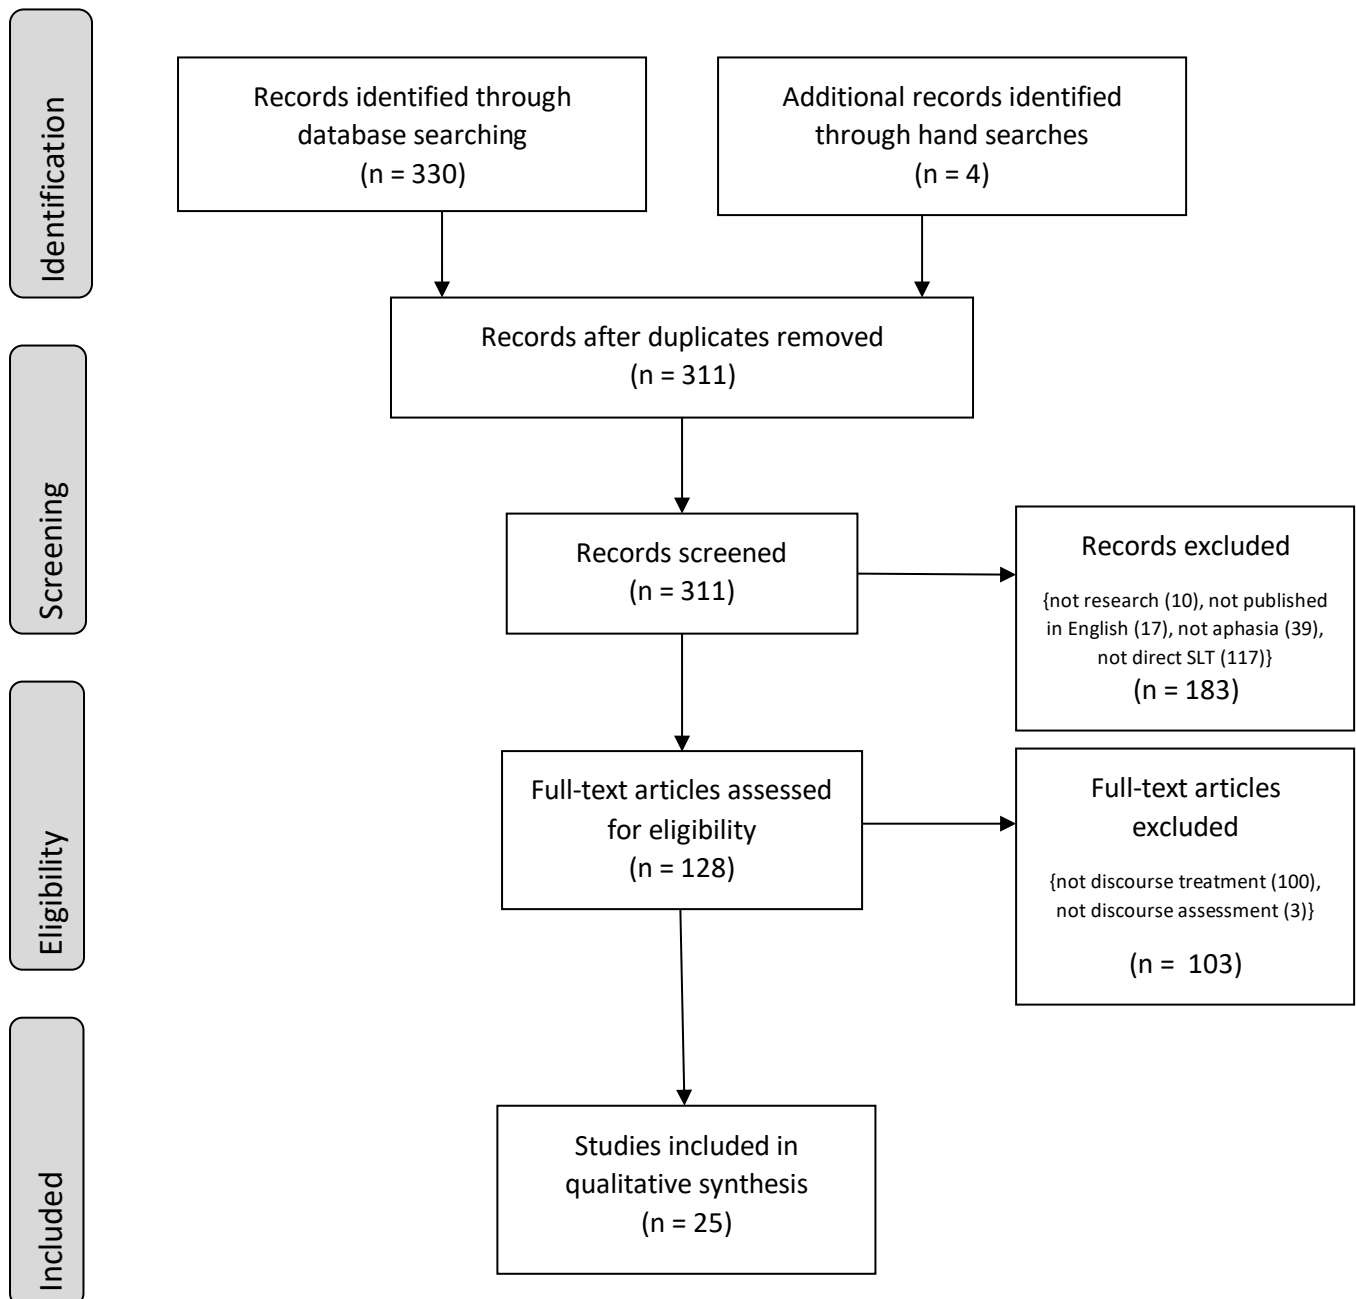 Identification
Records identified through
database searching
(n = 330)
Additional records identified
through hand searches
(n = 4)
Records after duplicates removed
(n = 311)
Screening
Records screened
(n = 311)
Records excluded
{not research (10), not published
in English (17), not aphasia (39),
not direct SLT (117)}
(n = 183)
Eligibility
Full-text articles assessed
for eligibility
(n = 128)
Full-text articles
excluded
{not discourse treatment (100),
not discourse assessment (3)}
(n =  103)
Included
Studies included in
qualitative synthesis
(n = 25)